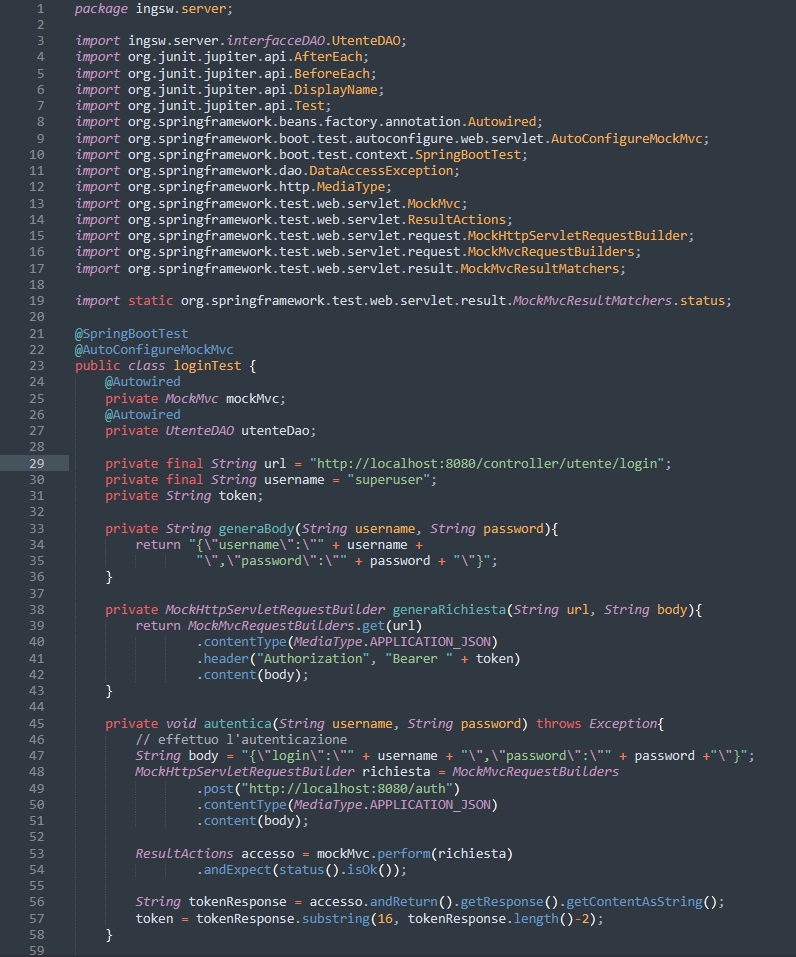 1 package ingsw.server;
2
3 import ingsw.server.interfacceDAO.UtenteDAO;
4 import org.junit.jupiter.api.AfterEach;
5 import org.junit.jupiter.api.BeforeEach;
6 import org.junit.jupiter.api.DisplayName;
7 import org.junit.jupiter.api.Test;
8 import org.springframework.beans.factory.annotation.Autowired;
9 import org.springframework.boot.test.autoconfigure.web.servlet.AutoConfigureMockMvc;
10 import org.springframework.boot.test.context.SpringBootTest;
11 import org.springframework.dao.DataAccessException;
12 import org.springframework.http.MediaType;
13 import org.springframework.test.web.servlet.MockMvc;
14 import org.springframework.test.web.servlet.ResultActions;
15 import org.springframework.test.web.servlet.request.MockHttpServletRequestBuilder;
16 import org.springframework.test.web.servlet.request.MockMvcRequestBuilders;
17 import org.springframework.test.web.servlet.result.MockMvcResultMatchers;
18
19 import static org.springframework.test.web.servlet.result.MockMvcResultMatchers.status;
20
21 @SpringBootTest
22 @AutoConfigureMockMvc
23 public class loginTest {
24     @Autowired
25     private MockMvc mockMvc;
26     @Autowired
27     private UtenteDAO utenteDao;
28
29     private final String url = "http://localhost:8080/controller/utente/login";
30     private final String username = "superuser";
31     private String token;
32
33     private String generaBody(String username, String password){
34         return "{\"username\":\"" + username +
35                 "\",\"password\":\"" + password + "\"}";
36     }
37
38     private MockHttpServletRequestBuilder generaRichiesta(String url, String body){
39         return MockMvcRequestBuilders.get(url)
40                 .contentType(MediaType.APPLICATION_JSON)
41                 .header("Authorization", "Bearer " + token)
42                 .content(body);
43     }
44
45     private void autentica(String username, String password) throws Exception{
46         // effettuo l'autenticazione
47         String body = "{\"login\":\"" + username + "\",\"password\":\"" + password +"\"}";
48         MockHttpServletRequestBuilder richiesta = MockMvcRequestBuilders
49                 .post("http://localhost:8080/auth")
50                 .contentType(MediaType.APPLICATION_JSON)
51                 .content(body);
52
53         ResultActions accesso = mockMvc.perform(richiesta)
54                 .andExpect(status().isOk());
55
56         String tokenResponse = accesso.andReturn().getResponse().getContentAsString();
57         token = tokenResponse.substring(16, tokenResponse.length()-2);
58     }
59